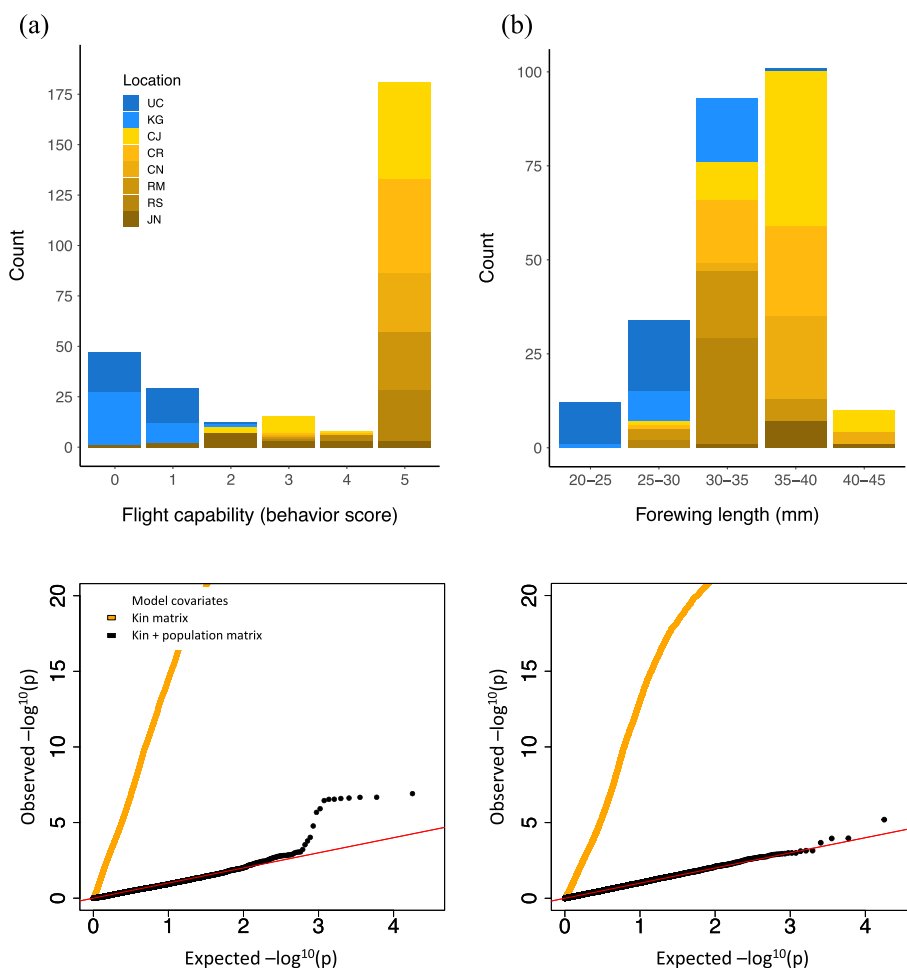 (a)
175
150
125
100
75
50
25
0
Count
Location
UC
KG
CJ
CR
CN
RM
RS
JN
0 1 2 3 4 5
Flight capability (behavior score)
(b)
100
75
50
25
0
Count
20–25 25–30 30–35 35–40 40–45
Forewing length (mm)
20
15
10
5
0
Observed –log10(p)
Model covariates
Kin matrix
Kin + population matrix
0 1 2 3 4
Expected –log10(p)
20
15
10
5
0
Observed –log10(p)
0 1 2 3 4
Expected –log10(p)